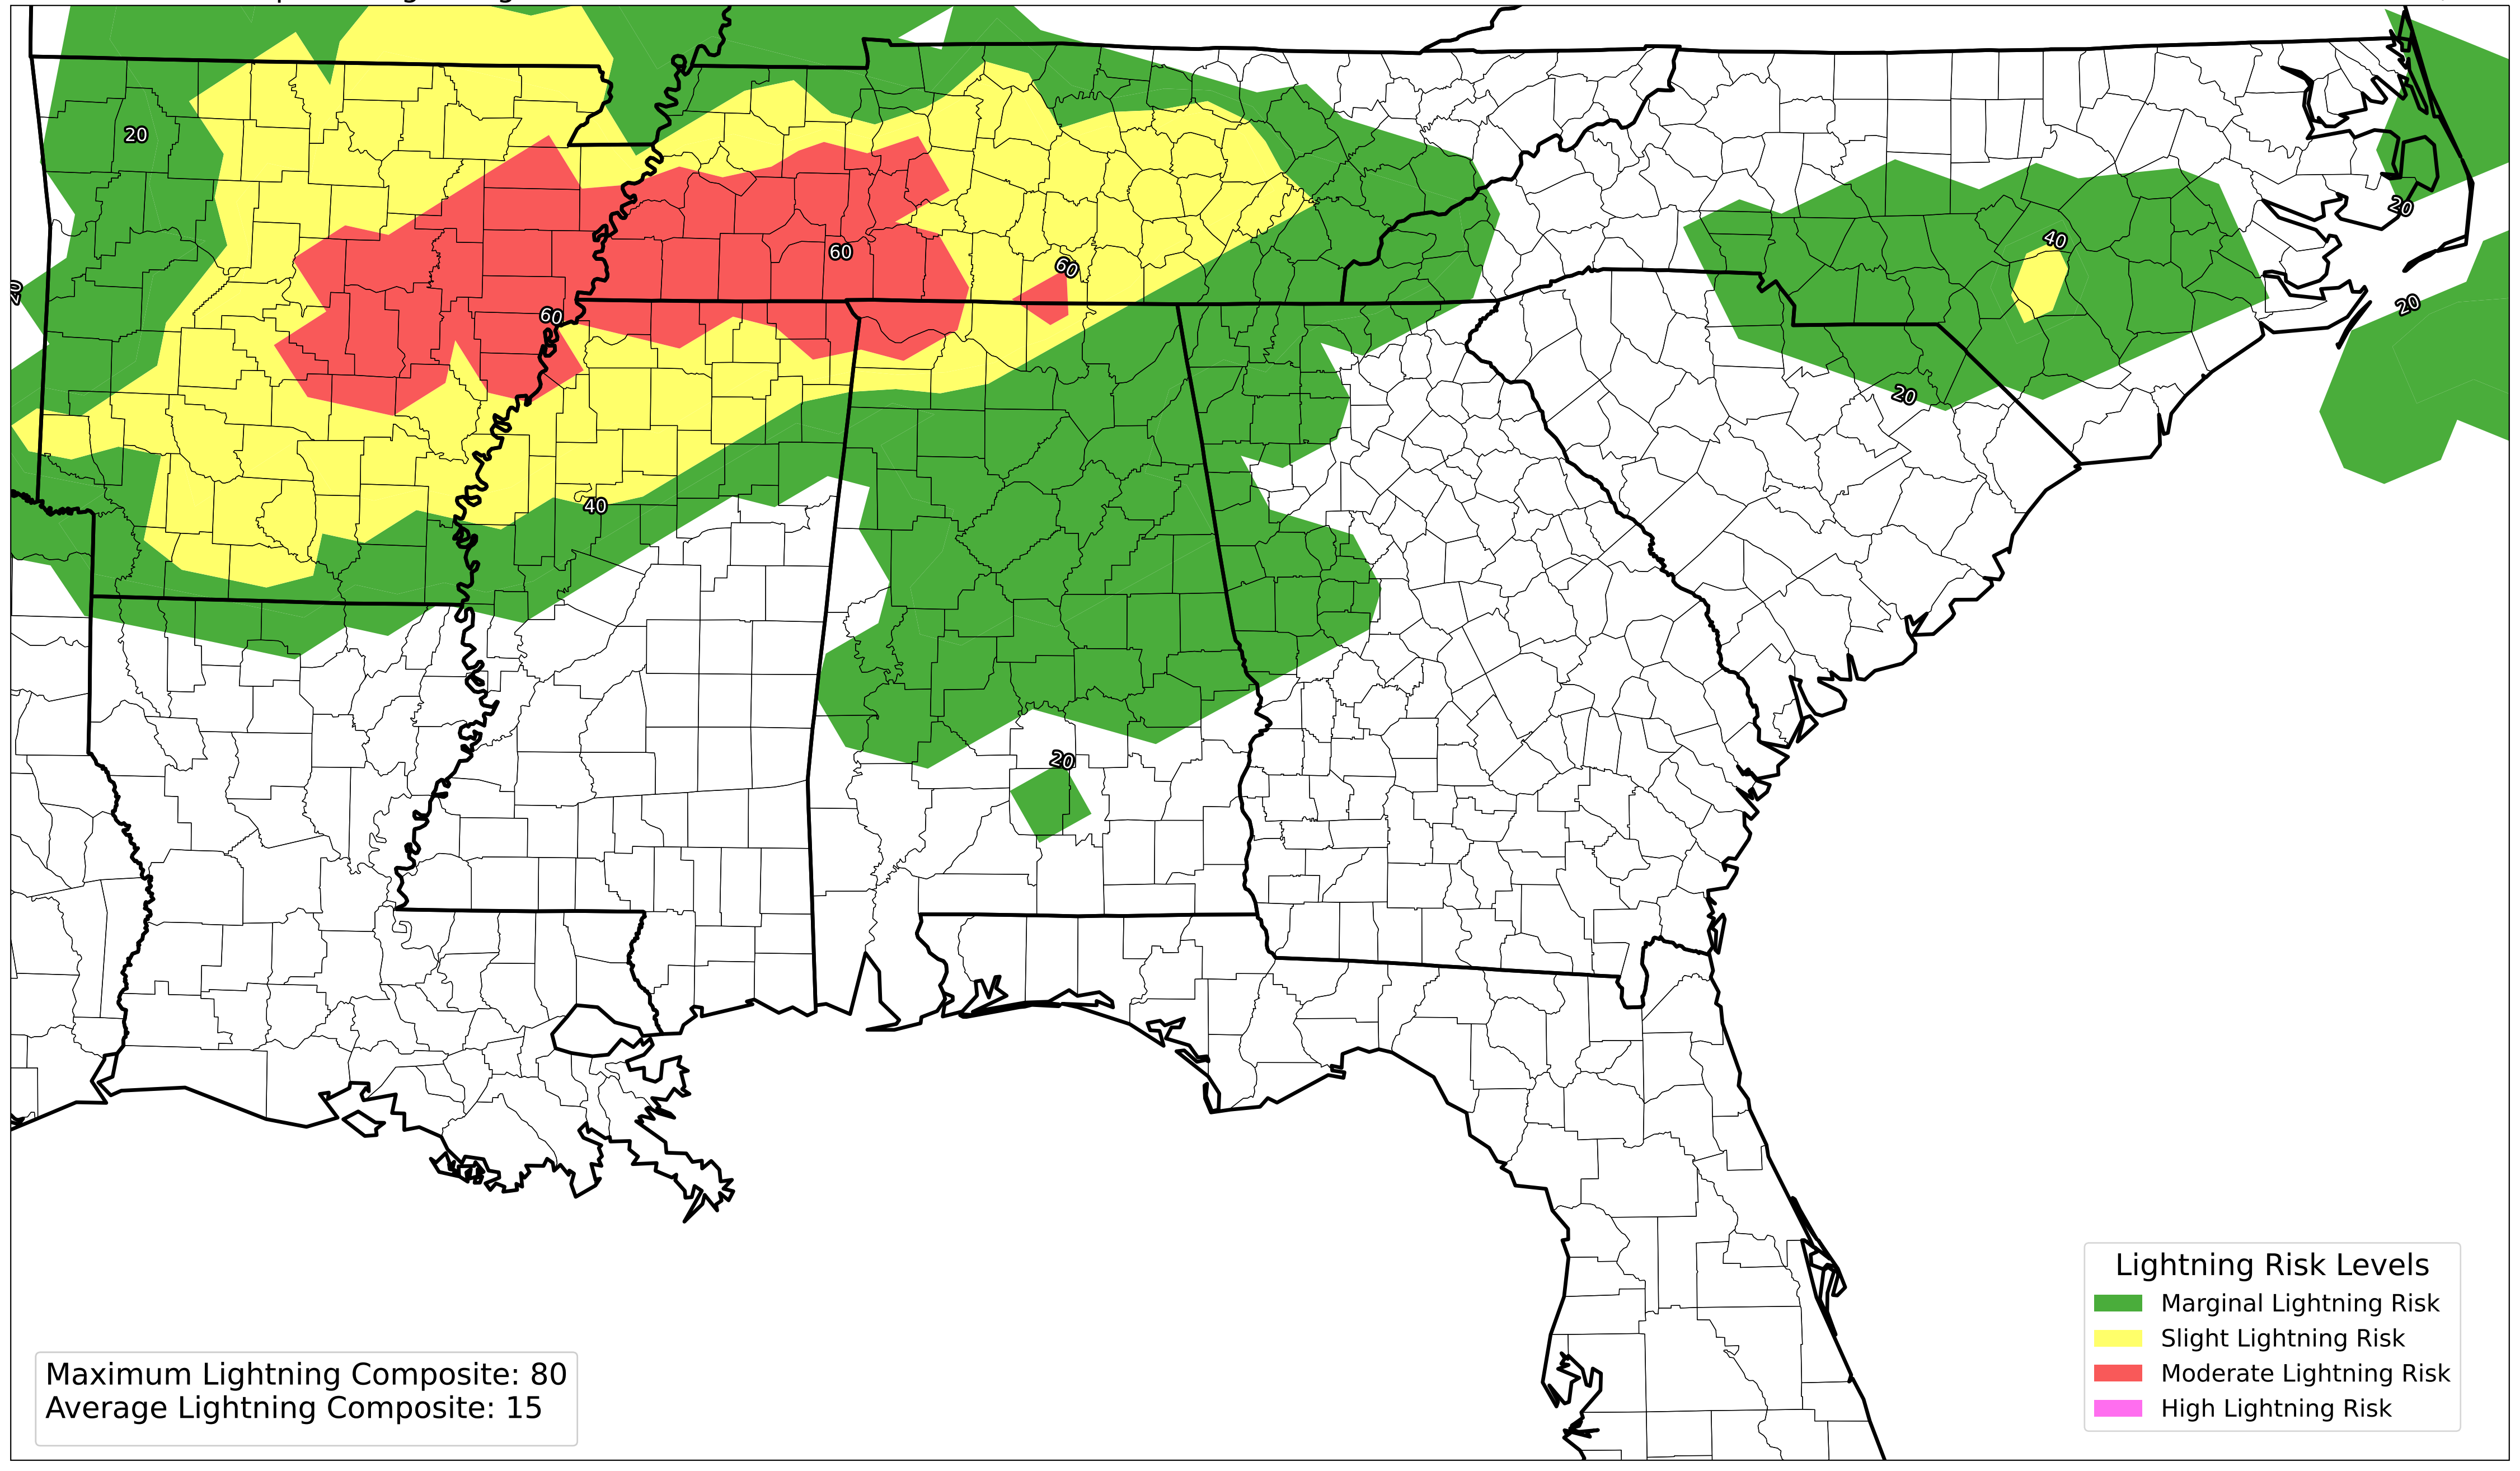 20
20
60
60
60
40
20
40
20
20
20
Lightning Risk Levels
Marginal Lightning Risk
Slight Lightning Risk
Moderate Lightning Risk
High Lightning Risk
Maximum Lightning Composite: 80
Average Lightning Composite: 15